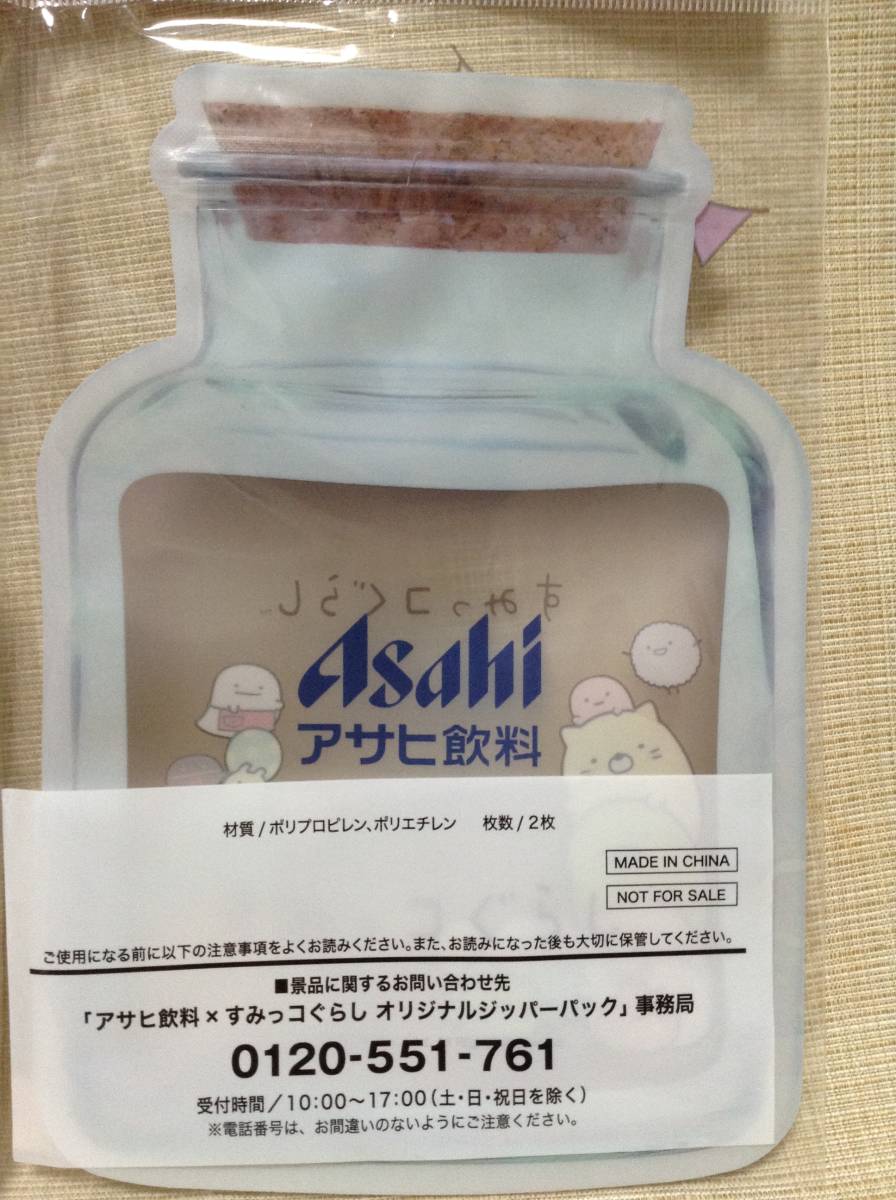 すみっコぐらし
Asahi
アサヒ飲料
材質/ポリプロピレン、ポリエチレン 枚数/2枚
MADE IN CHINA
NOT FOR SALE
ご使用になる前に以下の注意事項をよくお読みください。また、お読みになった後も大切に保管してください。
■景品に関するお問い合わせ先
「アサヒ飲料×すみっコぐらし オリジナルジッパーパック」事務局
0120-551-761
受付時間/10:00〜17:00(土・日・祝日を除く)
※電話番号は、お間違いのないようにご注意ください。